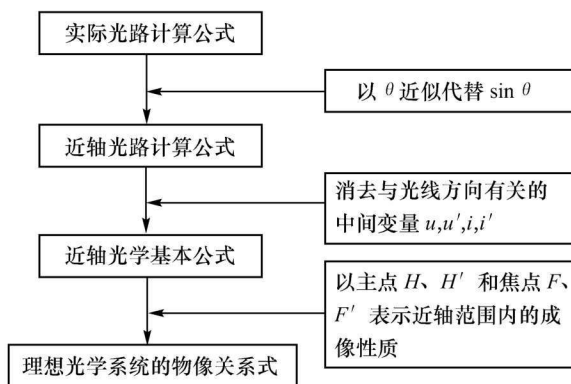 实际光路计算公式
以 θ 近似代替 sin θ
近轴光路计算公式
消去与光线方向有关的
中间变量 u,u′,i,i′
近轴光学基本公式
以主点 H、H′ 和焦点 F、
F′ 表示近轴范围内的成
像性质
理想光学系统的物像关系式